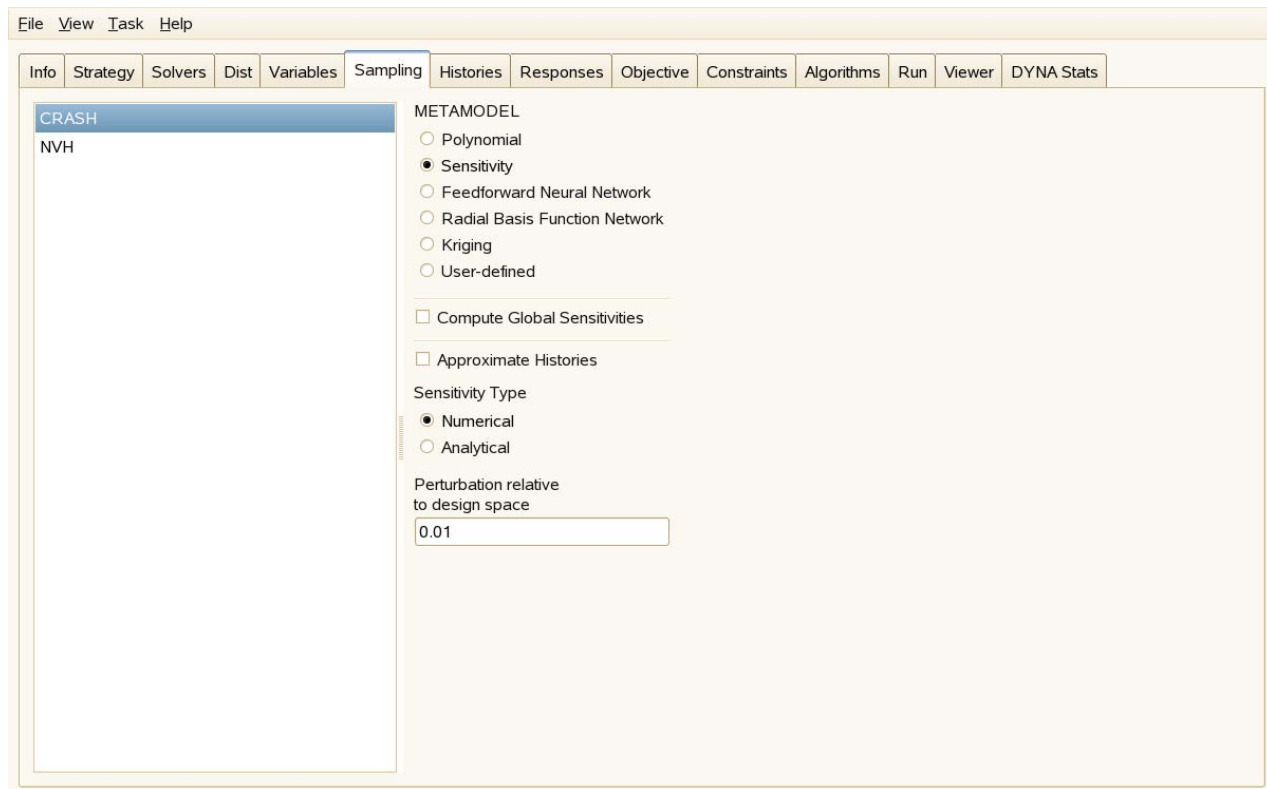 File View Task Help
Info Strategy Solvers Dist Variables Sampling Histories Responses Objective Constraints Algorithms Run Viewer DYNA Stats
CRASH
NVH
METAMODEL
Polynomial
Sensitivity
Feedforward Neural Network
Radial Basis Function Network
Kriging
User-defined
Compute Global Sensitivities
Approximate Histories
Sensitivity Type
Numerical
Analytical
Perturbation relative
to design space
0.01